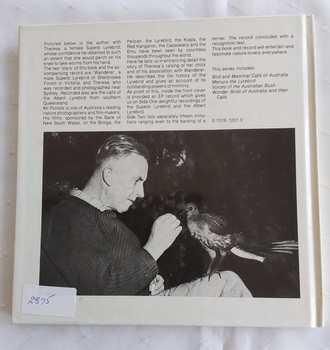 Pictured below is the author with
Theresa, a female Superb Lyrebird,
whose confidence he obtained to such
an extent that she would perch on his
knee to take worms from his hand.
The two 'stars' of this book and the ac-
companying record are 'Wanderer', a
male Superb Lyrebird of Sherbrooke
Forest in Victoria, and Theresa, who
was recorded and photographed near
Sydney. Recorded also are the calls of
the Albert Lyrebird from southern
Queensland.
Mr Pollock is one of Australia's leading
nature photographers and film-makers.
His films, sponsored by the Bank of
New South Wales, on the Brolga, the
Pelican, the Lyrebird, the Koala, the
Red Kangaroo, the Cassowary and the
Emu have been seen by countless
thousands throughout the world.
Here he tells us in entertaining detail the
story of Theresa's raising of her chick
and of his association with Wanderer.
He describes the life history of the
Lyrebird and gives an account of its
outstanding powers of mimicry.
As proof of this, inside the front cover
is provided an EP record which gives
us on Side One delightful recordings of
the Superb Lyrebird and the Albert
Lyrebird.
Side Two lists separately fifteen imita-
tions ranging even to the barking of a
terrier. The record concludes with a
recognition test.
This book and record will entertain and
fascinate nature-lovers everywhere.
This series includes:
Bird and Mammal Calls of Australia
Menura the Lyrebird
Voices of the Australian Bush
Wonder Birds of Australia and their
Calls
0 7016 1201 0
2875